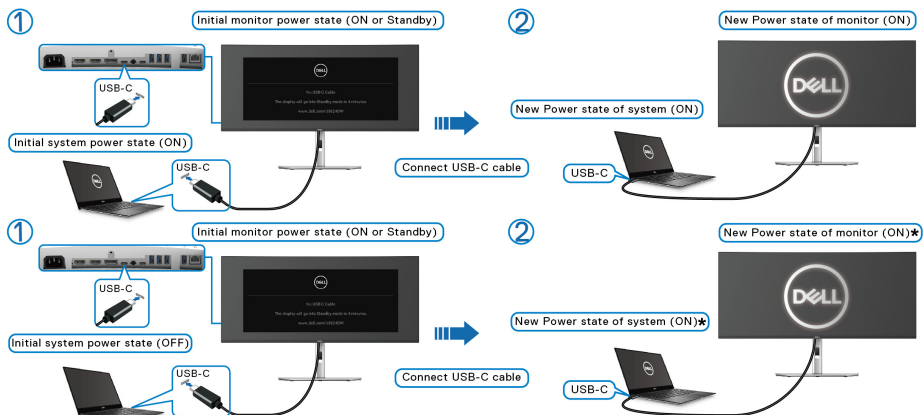 1
Initial monitor power state (ON or Standby)
USB-C
DELL
No USB-C Cable
The display will go into Standby mode in 4 minutes.
Initial system power state (ON)
USB-C
Connect USB-C cable
2
New Power state of monitor (ON)
DELL
New Power state of system (ON)
DELL
USB-C
1
Initial monitor power state (ON or Standby)
USB-C
DELL
No USB-C Cable
The display will go into Standby mode in 4 minutes.
Initial system power state (OFF)
USB-C
Connect USB-C cable
2
New Power state of monitor (ON)*
DELL
New Power state of system (ON)*
DELL
USB-C